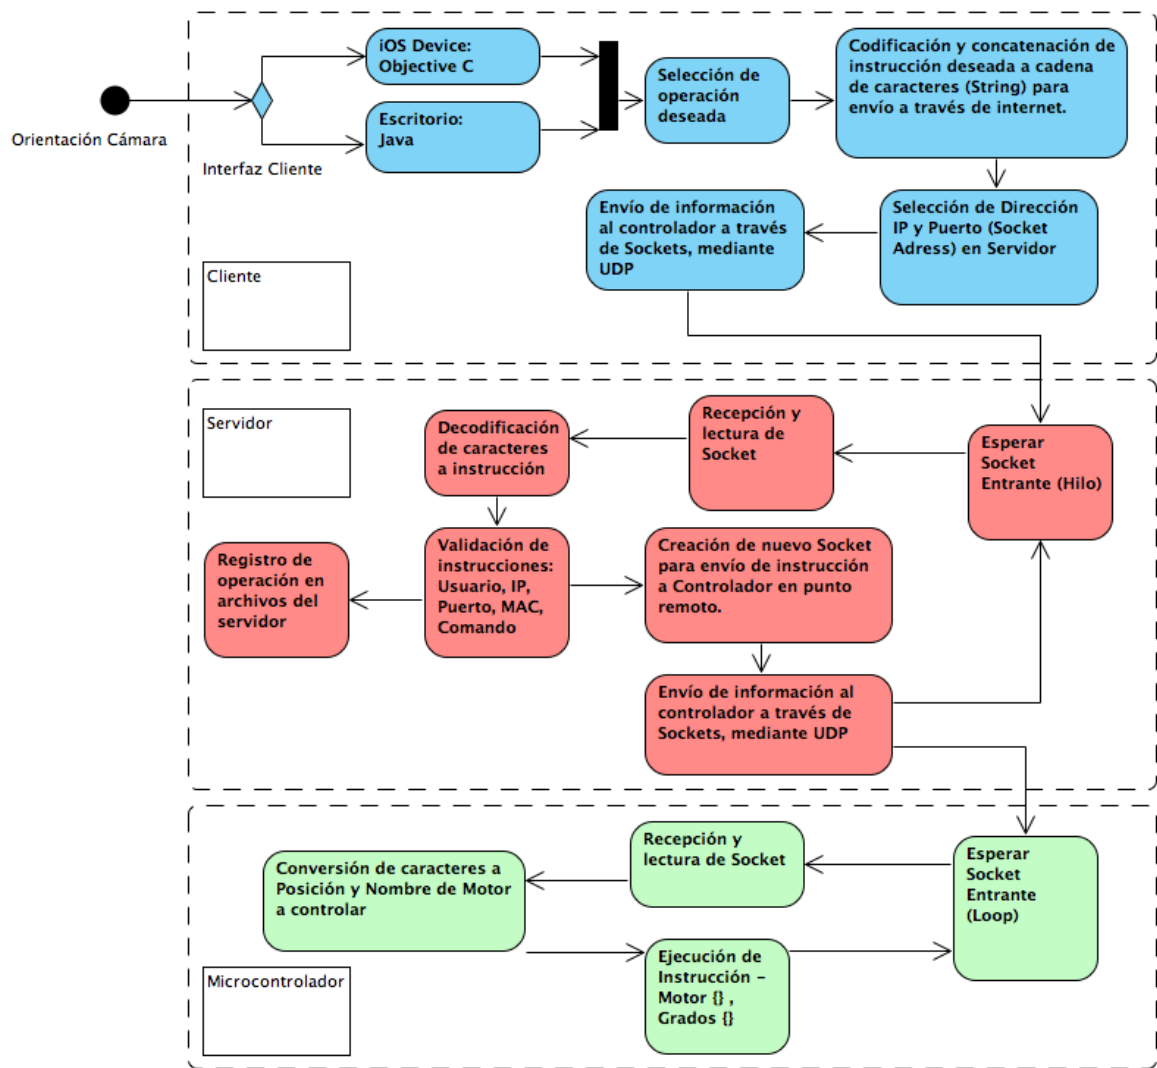 Orientación Cámara
Interfaz Cliente
iOS Device:
Objective C
Escritorio:
Java
Selección de
operación
deseada
Codificación y concatenación de
instrucción deseada a cadena
de caracteres (String) para
envío a través de internet.
Selección de Dirección
IP y Puerto (Socket
Adress) en Servidor
Envío de información
al controlador a través
de Sockets, mediante
UDP
Cliente
Servidor
Esperar
Socket
Entrante (Hilo)
Recepción y
lectura de
Socket
Decodificación
de caracteres
a instrucción
Validación de
instrucciones:
Usuario, IP,
Puerto, MAC,
Comando
Registro de
operación en
archivos del
servidor
Creación de nuevo Socket
para envío de instrucción
a Controlador en punto
remoto.
Envío de información al
controlador a través de
Sockets, mediante UDP
Esperar
Socket
Entrante
(Loop)
Recepción y
lectura de Socket
Conversión de caracteres a
Posición y Nombre de Motor
a controlar
Ejecución de
Instrucción -
Motor {} ,
Grados {}
Microcontrolador